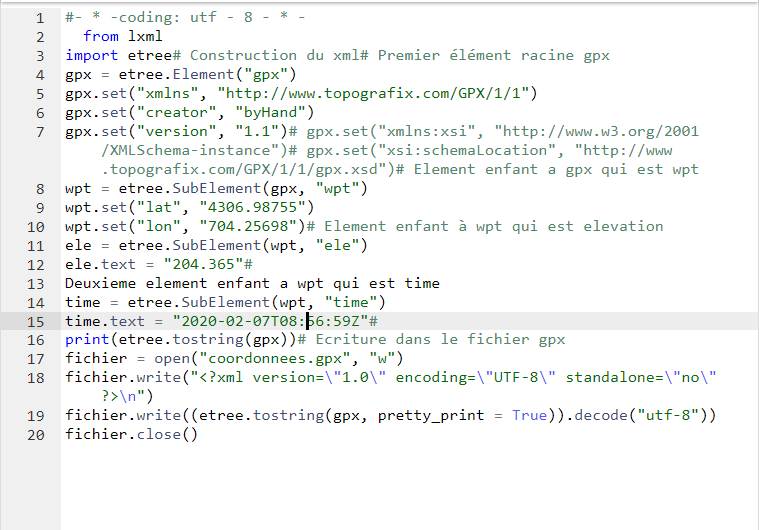 1 #- * -coding: utf - 8 - * -
2 from lxml
3 import etree# Construction du xml# Premier élément racine gpx
4 gpx = etree.Element("gpx")
5 gpx.set("xmlns", "http://www.topografix.com/GPX/1/1")
6 gpx.set("creator", "byHand")
7 gpx.set("version", "1.1")# gpx.set("xmlns:xsi", "http://www.w3.org/2001
/XMLSchema-instance")# gpx.set("xsi:schemaLocation", "http://www
.topografix.com/GPX/1/1/gpx.xsd")# Element enfant a gpx qui est wpt
8 wpt = etree.SubElement(gpx, "wpt")
9 wpt.set("lat", "4306.98755")
10 wpt.set("lon", "704.25698")# Element enfant à wpt qui est elevation
11 ele = etree.SubElement(wpt, "ele")
12 ele.text = "204.365"#
13 Deuxieme element enfant a wpt qui est time
14 time = etree.SubElement(wpt, "time")
15 time.text = "2020-02-07T08:56:59Z"#
16 print(etree.tostring(gpx))# Ecriture dans le fichier gpx
17 fichier = open("coordonnees.gpx", "w")
18 fichier.write("<?xml version=\"1.0\" encoding=\"UTF-8\" standalone=\"no\"
?>\n")
19 fichier.write((etree.tostring(gpx, pretty_print = True)).decode("utf-8"))
20 fichier.close()